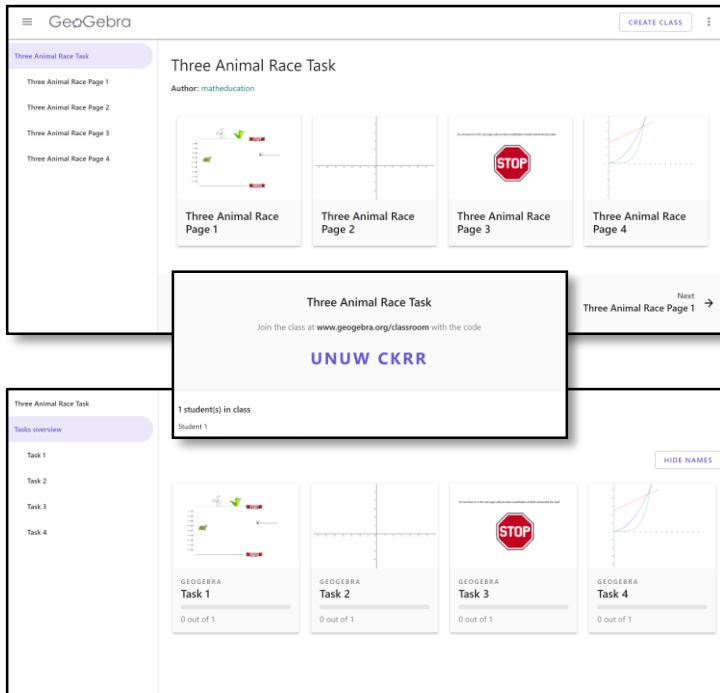 GeoGebra
CREATE CLASS
Three Animal Race Task
Three Animal Race Page 1
Three Animal Race Page 2
Three Animal Race Page 3
Three Animal Race Page 4
Three Animal Race Task
Author: matheducation
STOP
Three Animal Race
Page 1
Three Animal Race
Page 2
Three Animal Race
Page 3
Three Animal Race
Page 4
Next
Three Animal Race Page 1
Three Animal Race Task
Join the class at www.geogebra.org/classroom with the code
UNUW CKRR
1 student(s) in class
Student 1
Three Animal Race Task
Tasks overview
Task 1
Task 2
Task 3
Task 4
HIDE NAMES
STOP
GEOGEBRA
Task 1
0 out of 1
GEOGEBRA
Task 2
0 out of 1
GEOGEBRA
Task 3
0 out of 1
GEOGEBRA
Task 4
0 out of 1